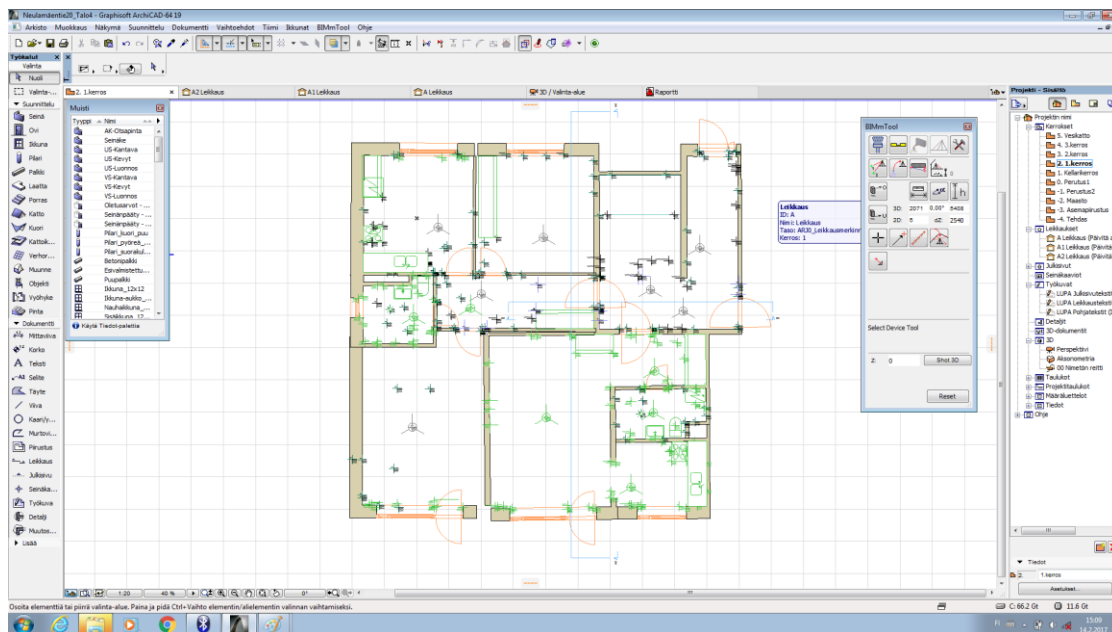 Neulamäentie20_Talo4 - Graphisoft ArchiCAD-64 19
Arkisto Muokkaus Näkymä Suunnittelu Dokumentti Vaihtoehdot Tiimi Ikkunat BIMmTool Ohje
Työkalut
Valinta
Nuoli
Valinta-...
Suunnittelu
Seinä
Ovi
Ikkuna
Pilari
Palkki
Laatta
Porras
Katto
Kuori
Kattoik...
Verhor...
Muunne
Objekti
Vyöhyke
Pinta
Dokumentti
Mittaviiva
Korko
Teksti
Selite
Täyte
Viiva
Kaari/y...
Murtovi...
Piirustus
Leikkaus
Julkisivu
Seinäka...
Työkuva
Detalji
Muutos...
Lisää
2. 1.kerros
A2 Leikkaus
A1 Leikkaus
A Leikkaus
3D / Valinta-alue
Raportti
Muisti
Tyyppi Nimi
AK-Otsapinta
Seinäke
US-Kantava
US-Kevyt
US-Luonnos
VS-Kantava
VS-Kevyt
VS-Luonnos
Oletusarvot - ...
Seinänpääty -...
Seinänpääty -...
Pilari_kuori_puu
Pilari_pyöreä_...
Pilari_suorakul...
Betonipalkki
Esivalmistettu...
Puupalkki
Ikkuna_12x12
Ikkuna-aukko_...
Nauhaikkuna_...
Sisäikkuna_12...
Käytä Tiedot-palettia
Leikkaus
ID: A
Nimi: Leikkaus
Taso: AR30_Leikkausmerkinn
Kerros: 1
BIMmTool
3D: 2071 0.00° 6408
2D: 5 dZ: 2540
Select Device Tool
Z: 0 Shot 3D
Reset
Projekti - Sisältö
Projektin nimi
Kerrokset
5. Vesikatto
4. 3.kerros
3. 2.kerros
2. 1.kerros
1. Kellarikerros
0. Perutus1
-1. Perustus2
-2. Maasto
-3. Asemapiirustus
-4. Tehdas
Leikkaukset
A Leikkaus (Päivitä a
A1 Leikkaus (Päivitä
A2 Leikkaus (Päivitä
Julkisivut
Seinäkaaviot
Työkuvat
LUPA Julkisivutekstit
LUPA Leikkaustekstit
LUPA Pohjatekstit (D
Detaljit
3D-dokumentit
3D
Perspektiivi
Aksonometria
00 Nimetön reitti
Taulukot
Projektitaulukot
Määräluettelot
Tiedot
Ohje
Tiedot
2. 1.kerros
Asetukset...
1:20 40 % 0°
Osoita elementtiä tai piirrä valinta-alue. Paina ja pidä Ctrl+Vaihto elementin/alielementin valinnan vaihtamiseksi.
C: 66.2 Gt 11.6 Gt
FI
15:00
14.2.2017